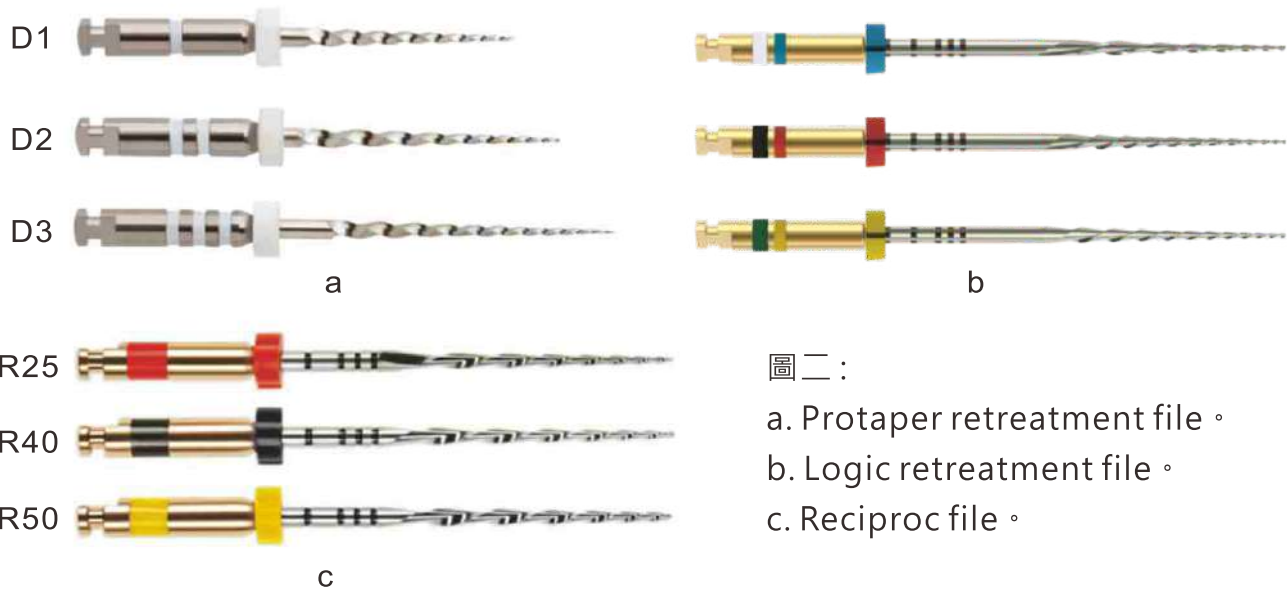 D1
D2
D3
a
b
R25
R40
R50
c
圖二：
a. Protaper retreatment file。
b. Logic retreatment file。
c. Reciproc file。